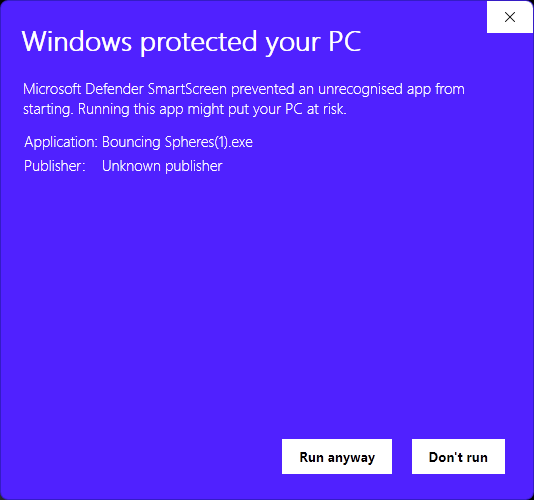 Windows protected your PC
Microsoft Defender SmartScreen prevented an unrecognised app from
starting. Running this app might put your PC at risk.
Application: Bouncing Spheres(1).exe
Publisher: Unknown publisher
Run anyway Don't run